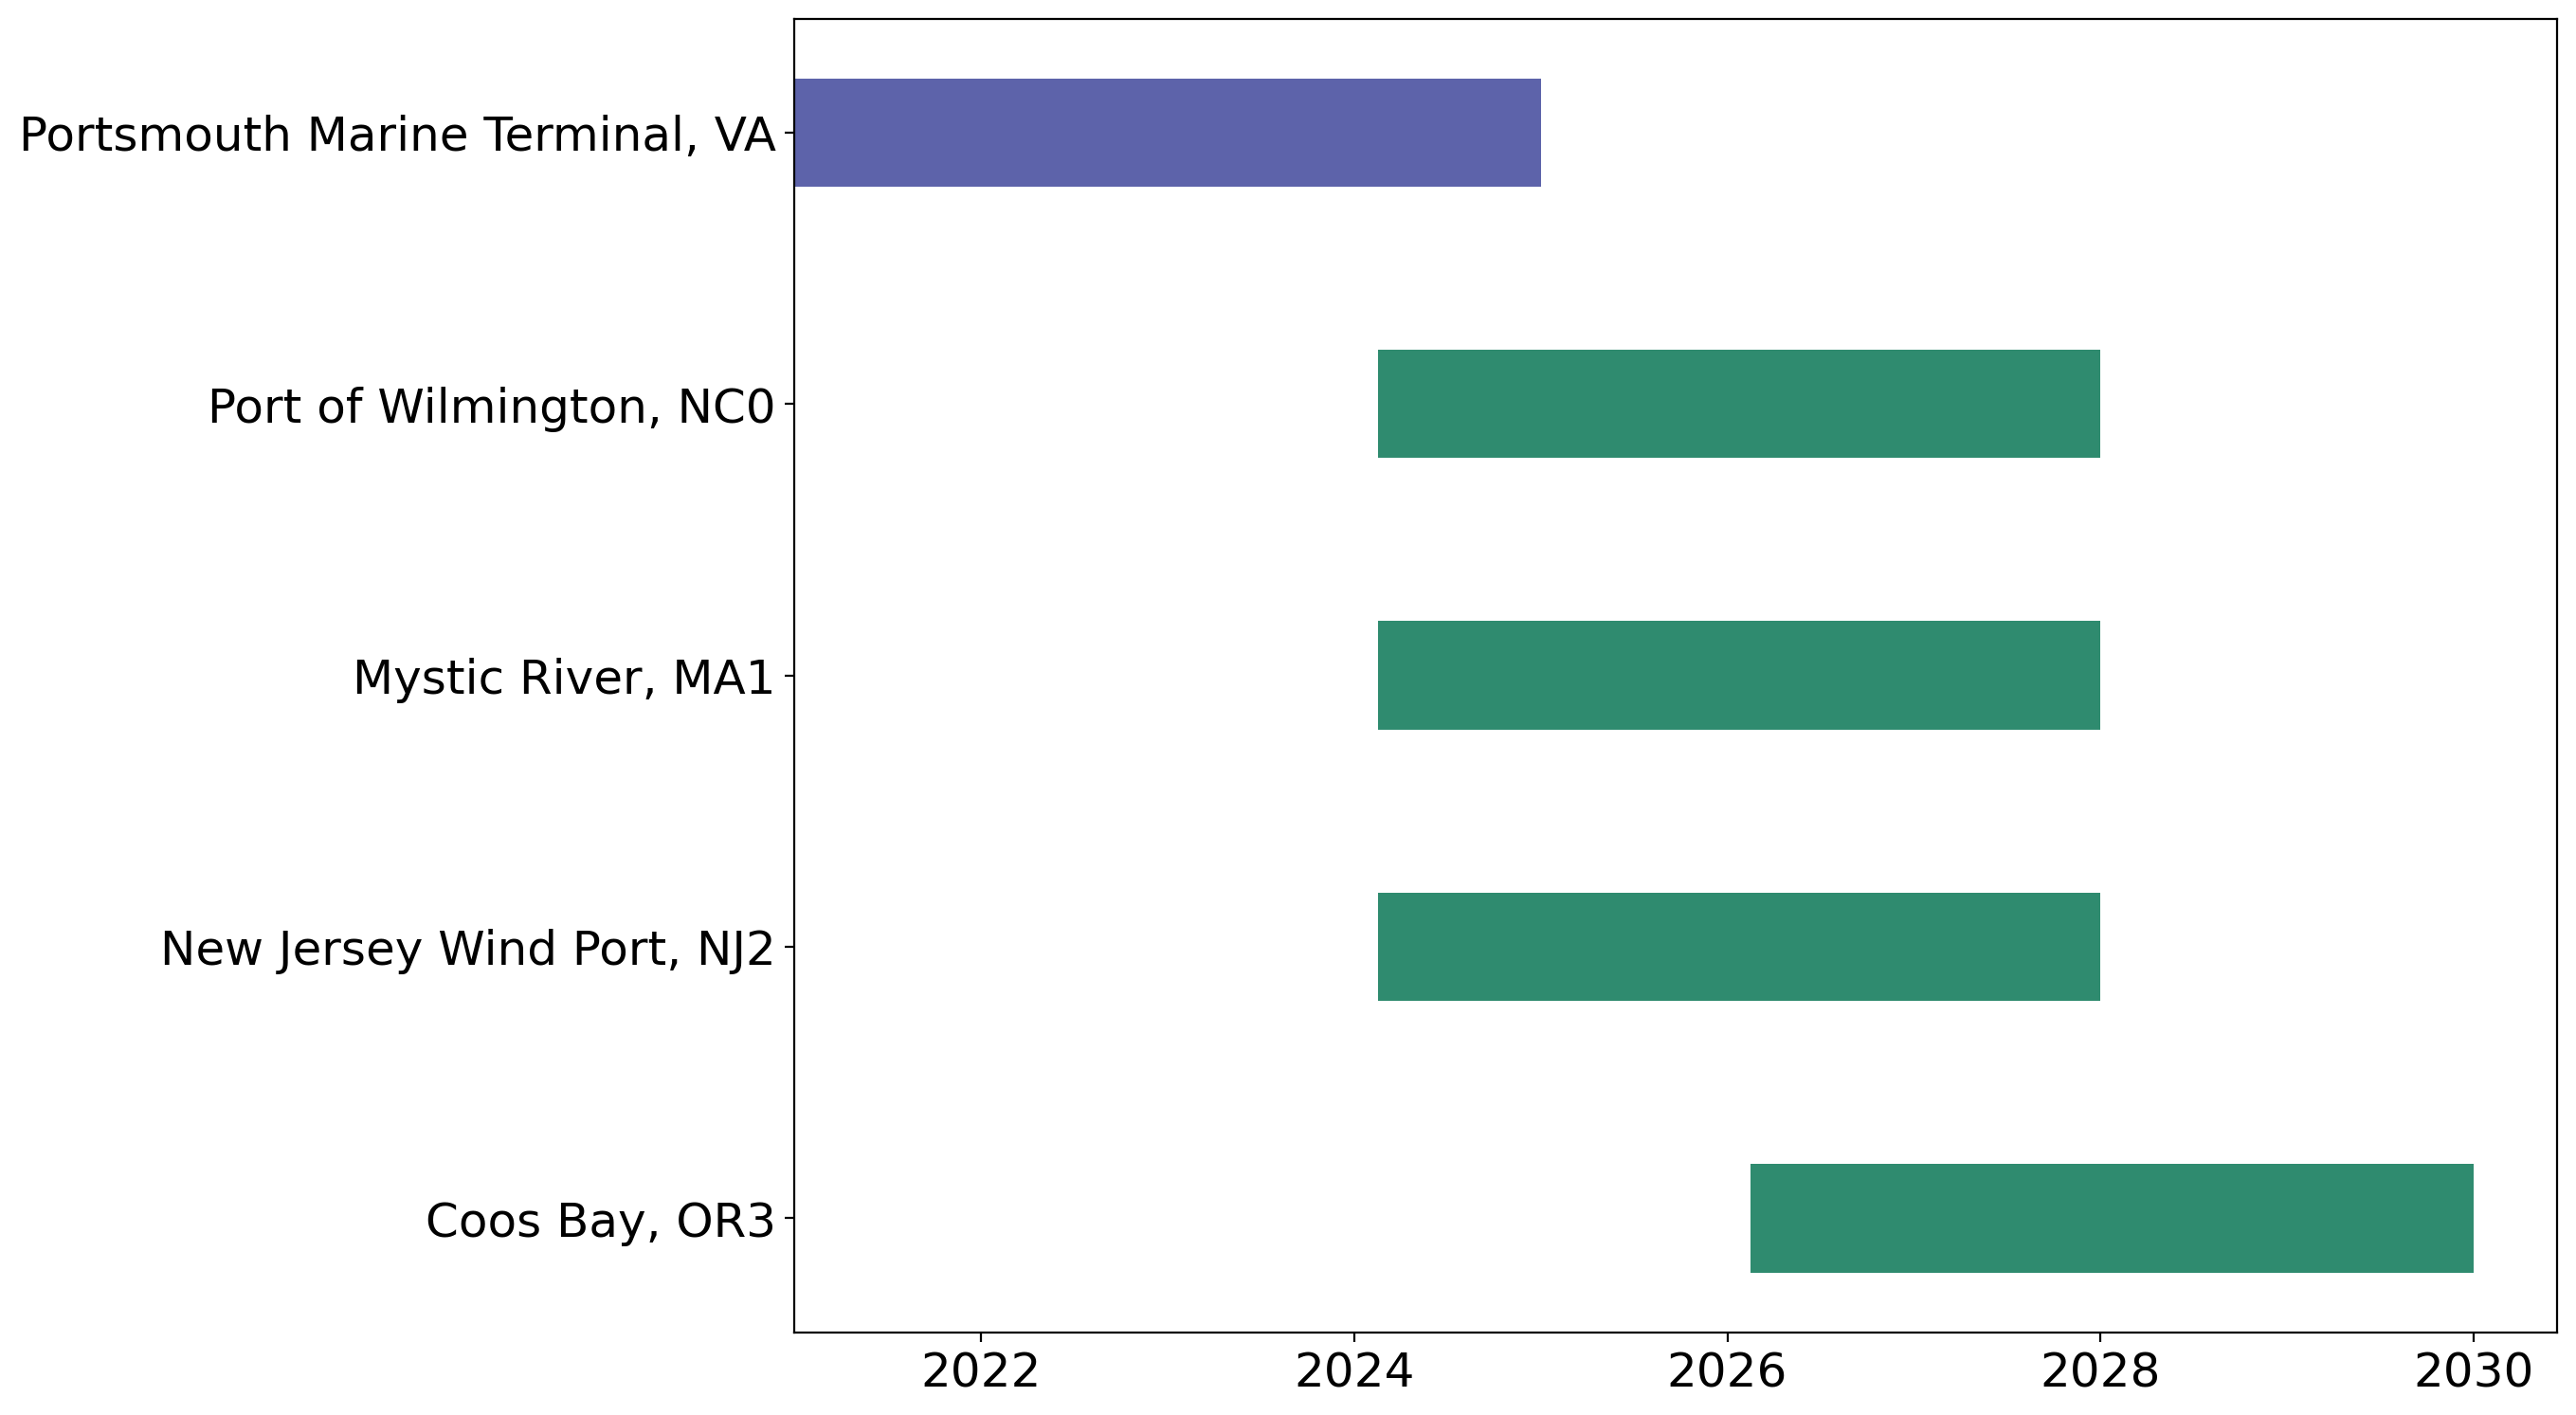 Portsmouth Marine Terminal, VA
Port of Wilmington, NC0
Mystic River, MA1
New Jersey Wind Port, NJ2
Coos Bay, OR3
2022 2024 2026 2028 2030